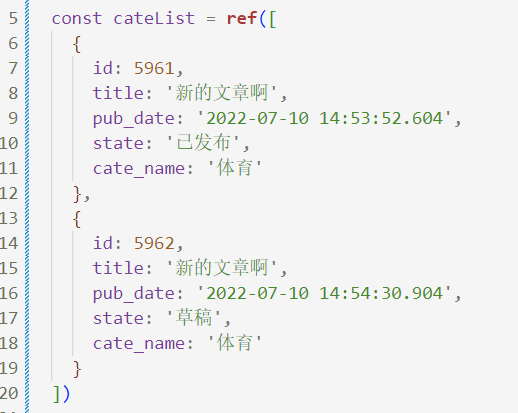 5 const cateList = ref([
6 {
7 id: 5961,
8 title: '新的文章啊',
9 pub_date: '2022-07-10 14:53:52.604',
10 state: '已发布',
11 cate_name: '体育'
12 },
13 {
14 id: 5962,
15 title: '新的文章啊',
16 pub_date: '2022-07-10 14:54:30.904',
17 state: '草稿',
18 cate_name: '体育'
19 }
20 ])